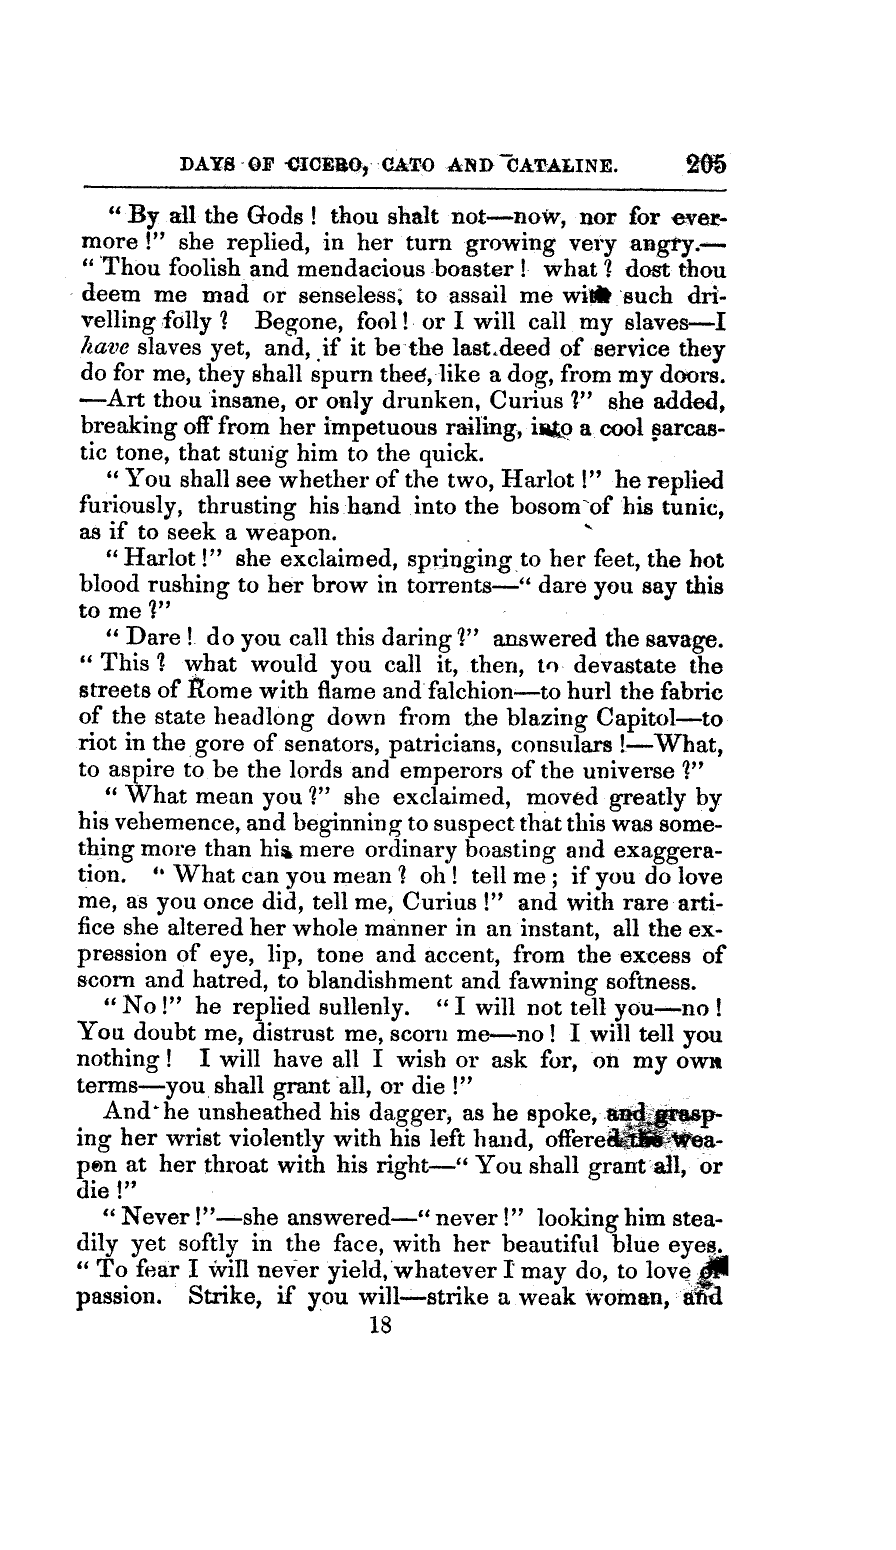 DAYS OF CICERO, CATO AND CATALINE. 205
“ By all the Gods ! thou shalt not—now, nor for ever-
more !” she replied, in her turn growing very angry.—
“ Thou foolish and mendacious boaster ! what ? dost thou
deem me mad or senseless, to assail me with such dri-
velling folly ? Begone, fool ! or I will call my slaves—I
have slaves yet, and, if it be the last deed of service they
do for me, they shall spurn thee, like a dog, from my doors.
—Art thou insane, or only drunken, Curius ?” she added,
breaking off from her impetuous railing, into a cool sarcas-
tic tone, that stung him to the quick.
“ You shall see whether of the two, Harlot !” he replied
furiously, thrusting his hand into the bosom of his tunic,
as if to seek a weapon.
“ Harlot !” she exclaimed, springing to her feet, the hot
blood rushing to her brow in torrents—“ dare you say this
to me ?”
“ Dare ! do you call this daring ?” answered the savage.
“ This ? what would you call it, then, to devastate the
streets of Rome with flame and falchion—to hurl the fabric
of the state headlong down from the blazing Capitol—to
riot in the gore of senators, patricians, consulars !—What,
to aspire to be the lords and emperors of the universe ?”
“ What mean you ?” she exclaimed, moved greatly by
his vehemence, and beginning to suspect that this was some-
thing more than his mere ordinary boasting and exaggera-
tion. “ What can you mean ? oh ! tell me ; if you do love
me, as you once did, tell me, Curius !” and with rare arti-
fice she altered her whole manner in an instant, all the ex-
pression of eye, lip, tone and accent, from the excess of
scorn and hatred, to blandishment and fawning softness.
“ No !” he replied sullenly. “ I will not tell you—no !
You doubt me, distrust me, scorn me—no ! I will tell you
nothing ! I will have all I wish or ask for, on my own
terms—you shall grant all, or die !”
And he unsheathed his dagger, as he spoke, and grasp-
ing her wrist violently with his left hand, offered the wea-
pon at her throat with his right—“ You shall grant all, or
die !”
“ Never !”—she answered—“ never !” looking him stea-
dily yet softly in the face, with her beautiful blue eyes.
“ To fear I will never yield, whatever I may do, to love or
passion. Strike, if you will—strike a weak woman, and
18